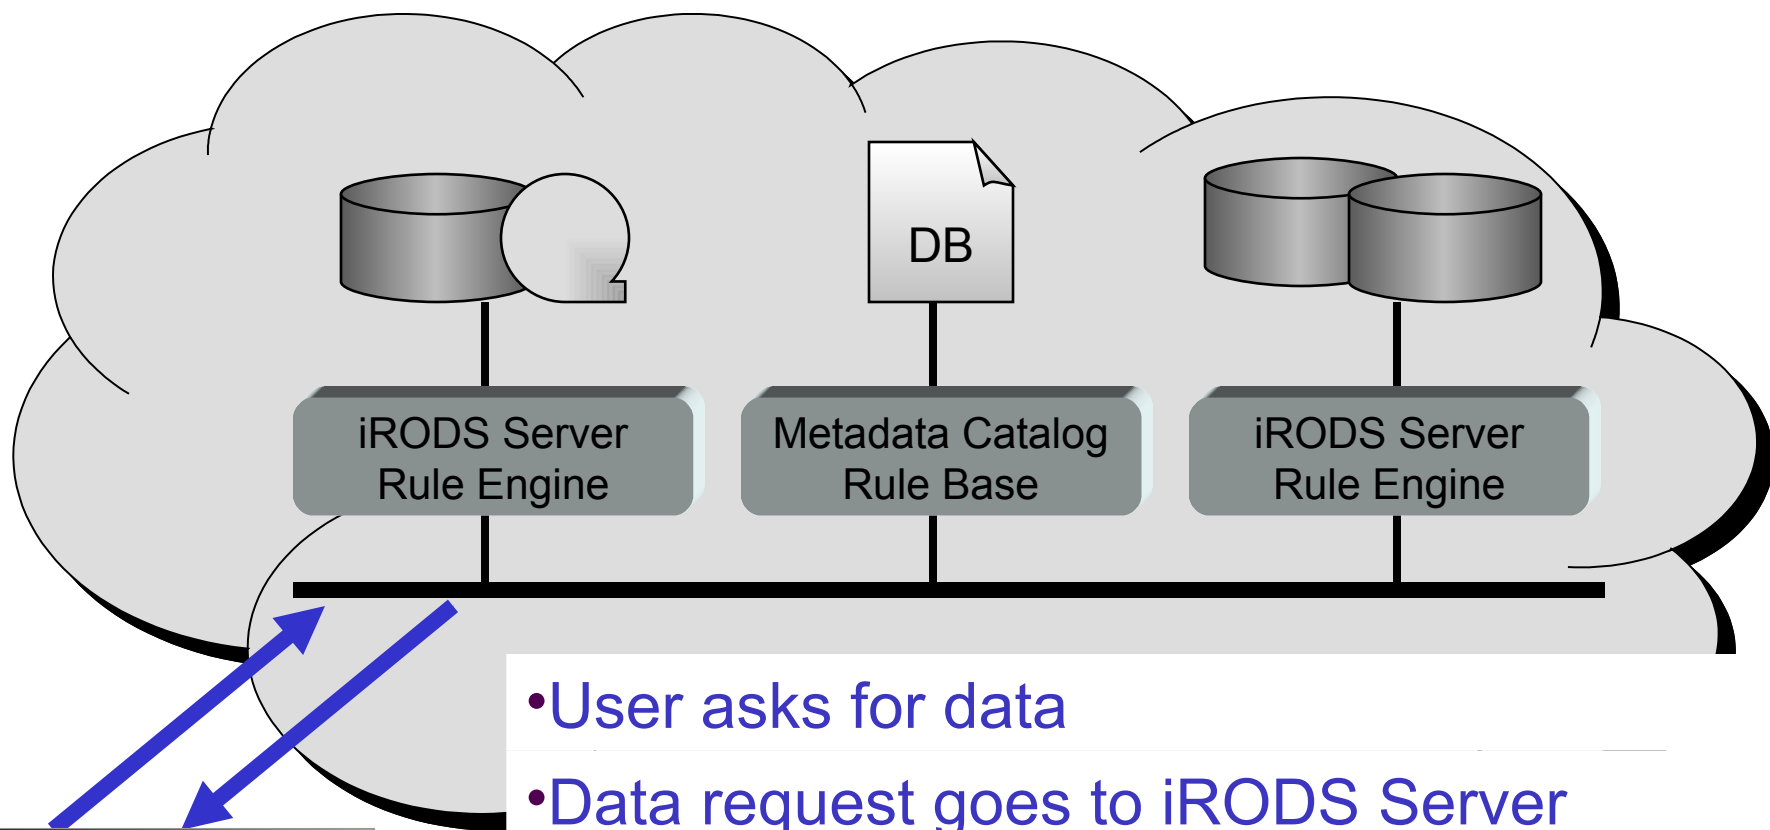 DB
iRODS Server
Rule Engine
Metadata Catalog
Rule Base
iRODS Server
Rule Engine
•User asks for data
•Data request goes to iRODS Server